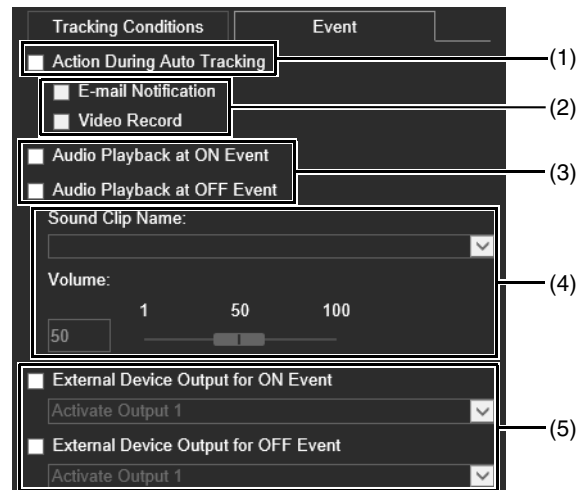 Tracking Conditions Event
Action During Auto Tracking (1)
E-mail Notification
Video Record (2)
Audio Playback at ON Event
Audio Playback at OFF Event (3)
Sound Clip Name:
Volume: (4)
1 50 100
50
External Device Output for ON Event
Activate Output 1
External Device Output for OFF Event (5)
Activate Output 1